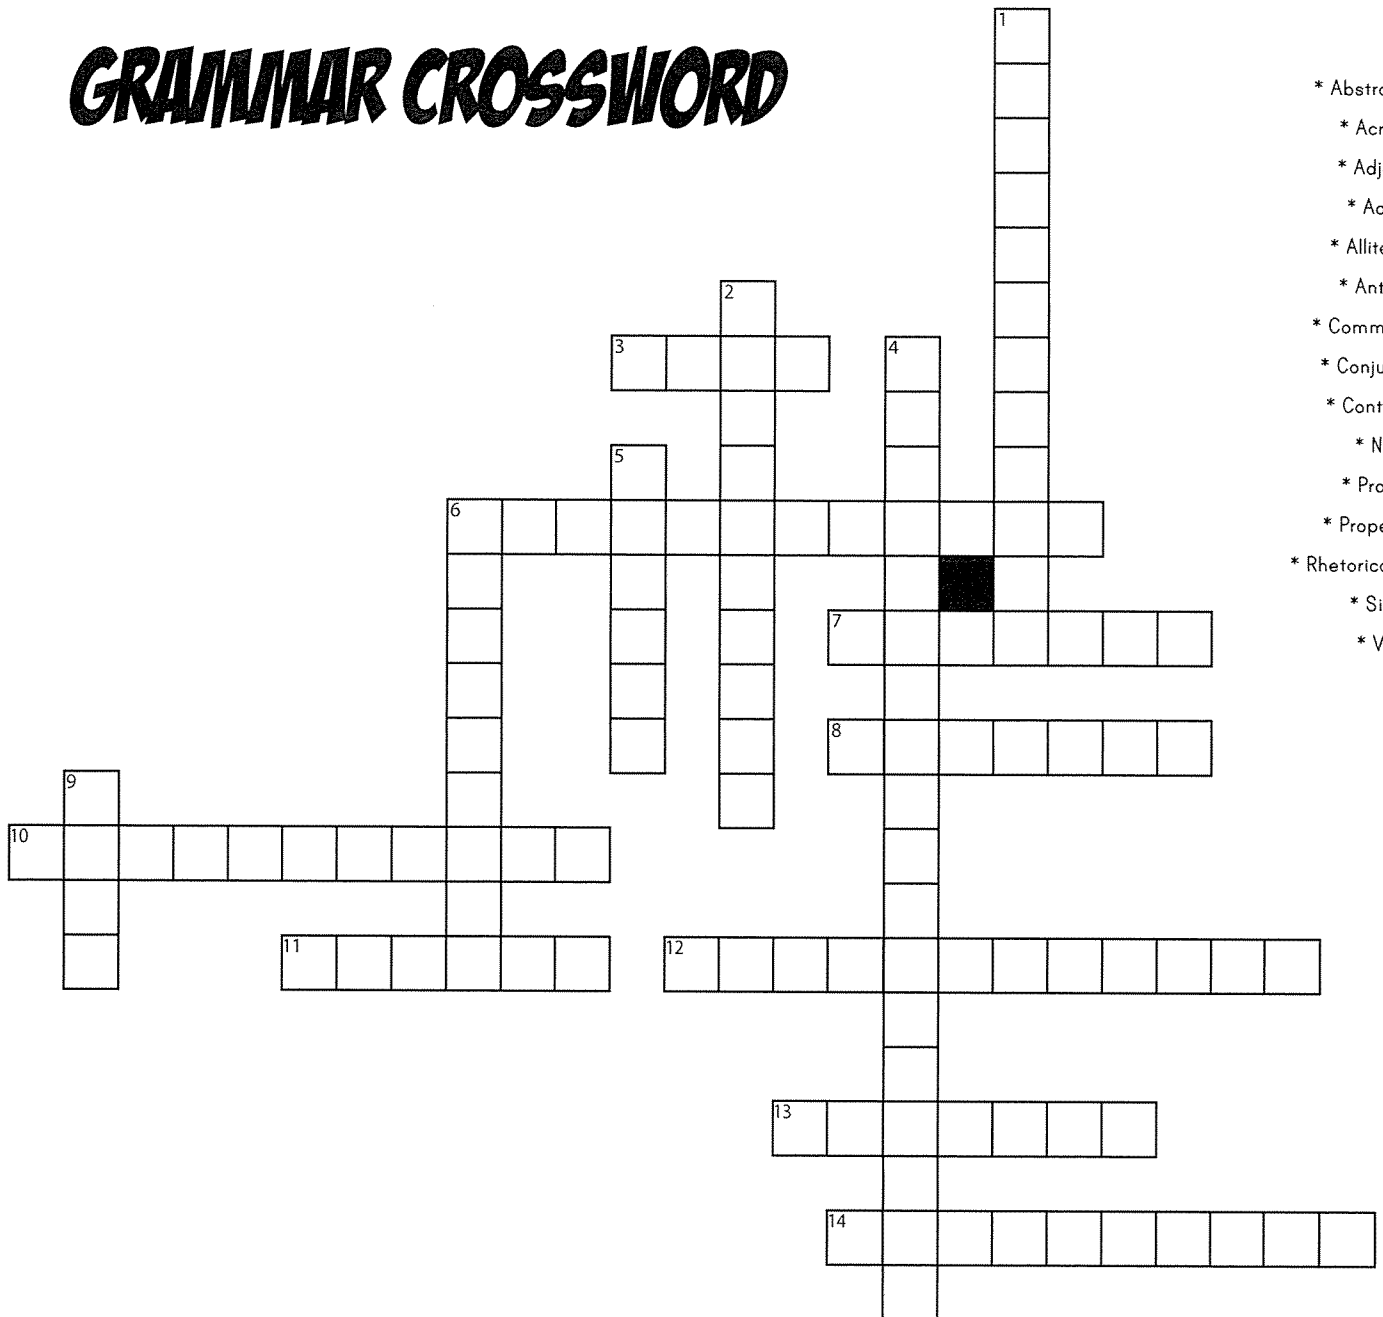 GRAMMAR CROSSWORD
1
* Abstra
* Acr
* Adj
* Ad
* Allite
* Ant
* Comm
* Conju
* Cont
* N
* Pro
* Prope
* Rhetorica
* Si
* V
2
3
4
5
6
7
8
9
10
11
12
13
14